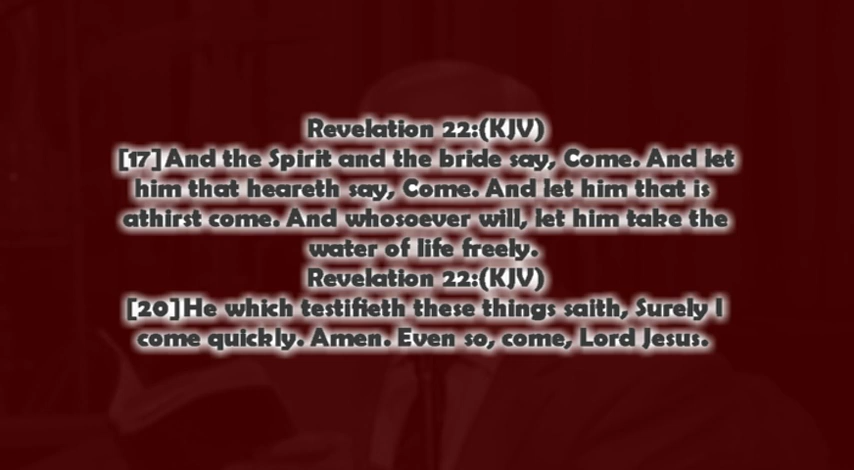 Revelation 22:(KJV)
[17]And the Spirit and the bride say, Come. And let
him that heareth say, Come. And let him that is
athirst come. And whosoever will, let him take the
water of life freely.
Revelation 22:(KJV)
[20]He which testifieth these things saith, Surely I
come quickly. Amen. Even so, come, Lord Jesus.